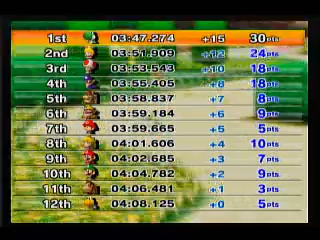 1st 03:47.274 +15 30pts
2nd 03:51.909 +12 24pts
3rd 03:53.543 +10 18pts
4th 03:55.405 +8 18pts
5th 03:58.837 +7 8pts
6th 03:59.184 +6 9pts
7th 03:59.665 +5 5pts
8th 04:01.606 +4 10pts
9th 04:02.685 +3 7pts
10th 04:04.782 +2 9pts
11th 04:06.481 +1 3pts
12th 04:08.125 +0 5pts